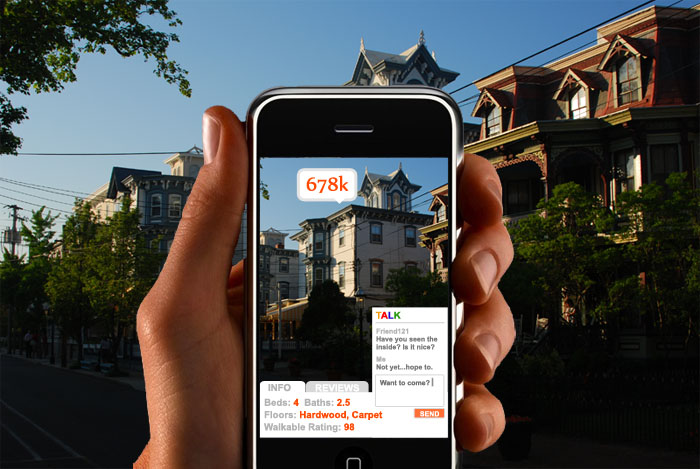 678k
TALK
Friend121
Have you seen the
inside? Is it nice?
Me
Not yet...hope to.
Want to come?
SEND
INFO REVIEWS
Beds: 4 Baths: 2.5
Floors: Hardwood, Carpet
Walkable Rating: 98